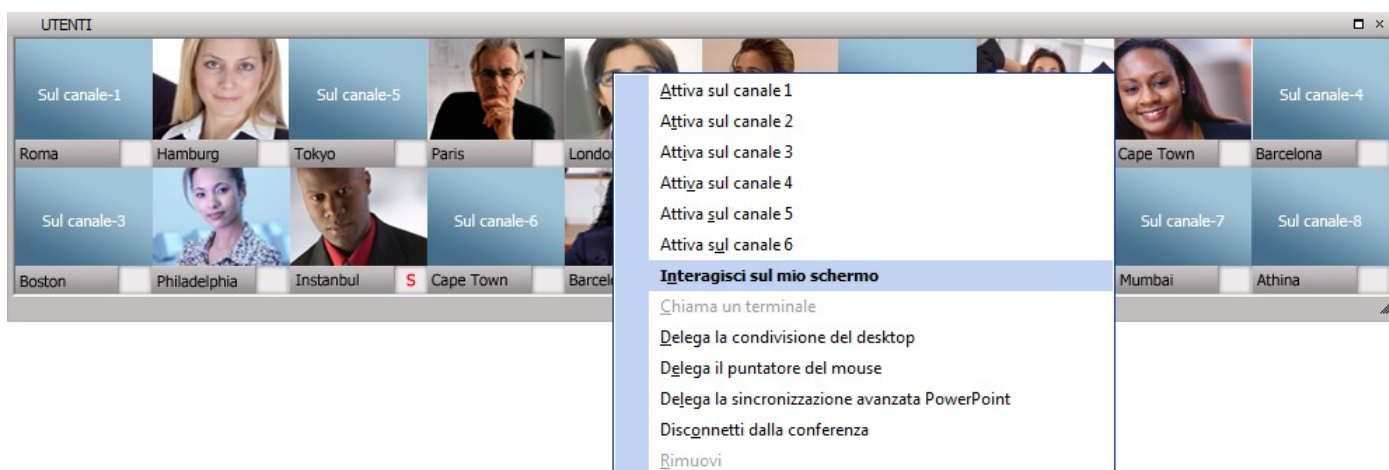 UTENTI
Sul canale-1
Sul canale-5
Sul canale-4
Roma
Hamburg
Tokyo
Paris
Cape Town
Barcelona
Sul canale-3
Sul canale-6
Sul canale-7
Sul canale-8
Boston
Philadelphia
Instanbul
S
Cape Town
Mumbai
Athina
Attiva sul canale 1
Attiva sul canale 2
Attiva sul canale 3
Attiva sul canale 4
Attiva sul canale 5
Attiva sul canale 6
Interagisci sul mio schermo
Chiama un terminale
Delega la condivisione del desktop
Delega il puntatore del mouse
Delega la sincronizzazione avanzata PowerPoint
Disconnetti dalla conferenza
Rimuovi